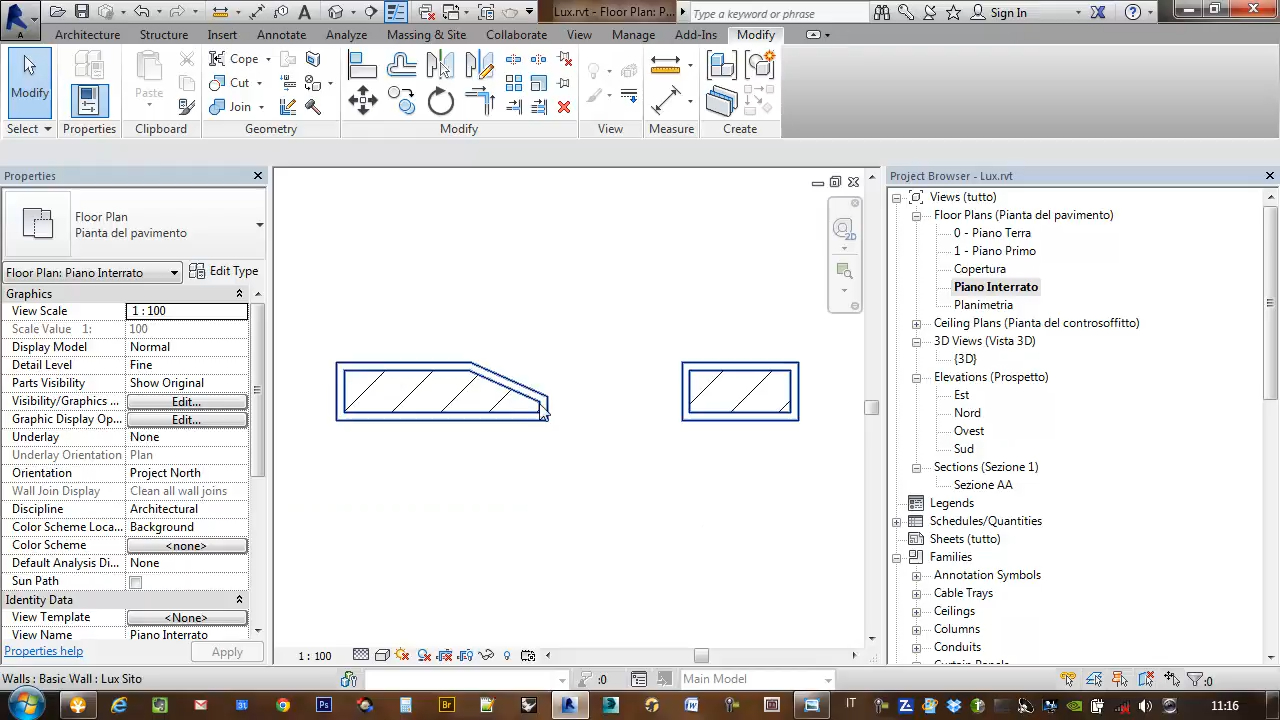 Lux.rvt - Floor Plan: P...
Type a keyword or phrase
Sign In
Architecture Structure Insert Annotate Analyze Massing & Site Collaborate View Manage Add-Ins Modify
Modify
Select
Properties
Paste
Clipboard
Cope
Cut
Join
Geometry
Modify
View
Measure
Create
Properties
Floor Plan
Pianta del pavimento
Floor Plan: Piano Interrato
Edit Type
Graphics
View Scale 1 : 100
Scale Value 1: 100
Display Model Normal
Detail Level Fine
Parts Visibility Show Original
Visibility/Graphics ... Edit...
Graphic Display Op... Edit...
Underlay None
Underlay Orientation Plan
Orientation Project North
Wall Join Display Clean all wall joins
Discipline Architectural
Color Scheme Loca... Background
Color Scheme <none>
Default Analysis Di... None
Sun Path
Identity Data
View Template <None>
View Name Piano Interrato
Properties help
Apply
2D
1 : 100
Project Browser - Lux.rvt
Views (tutto)
Floor Plans (Pianta del pavimento)
0 - Piano Terra
1 - Piano Primo
Copertura
Piano Interrato
Planimetria
Ceiling Plans (Pianta del controsoffitto)
3D Views (Vista 3D)
{3D}
Elevations (Prospetto)
Est
Nord
Ovest
Sud
Sections (Sezione 1)
Sezione AA
Legends
Schedules/Quantities
Sheets (tutto)
Families
Annotation Symbols
Cable Trays
Ceilings
Columns
Conduits
Walls : Basic Wall : Lux Sito
:0
Main Model
:0
Ps
Br
IT
11:16